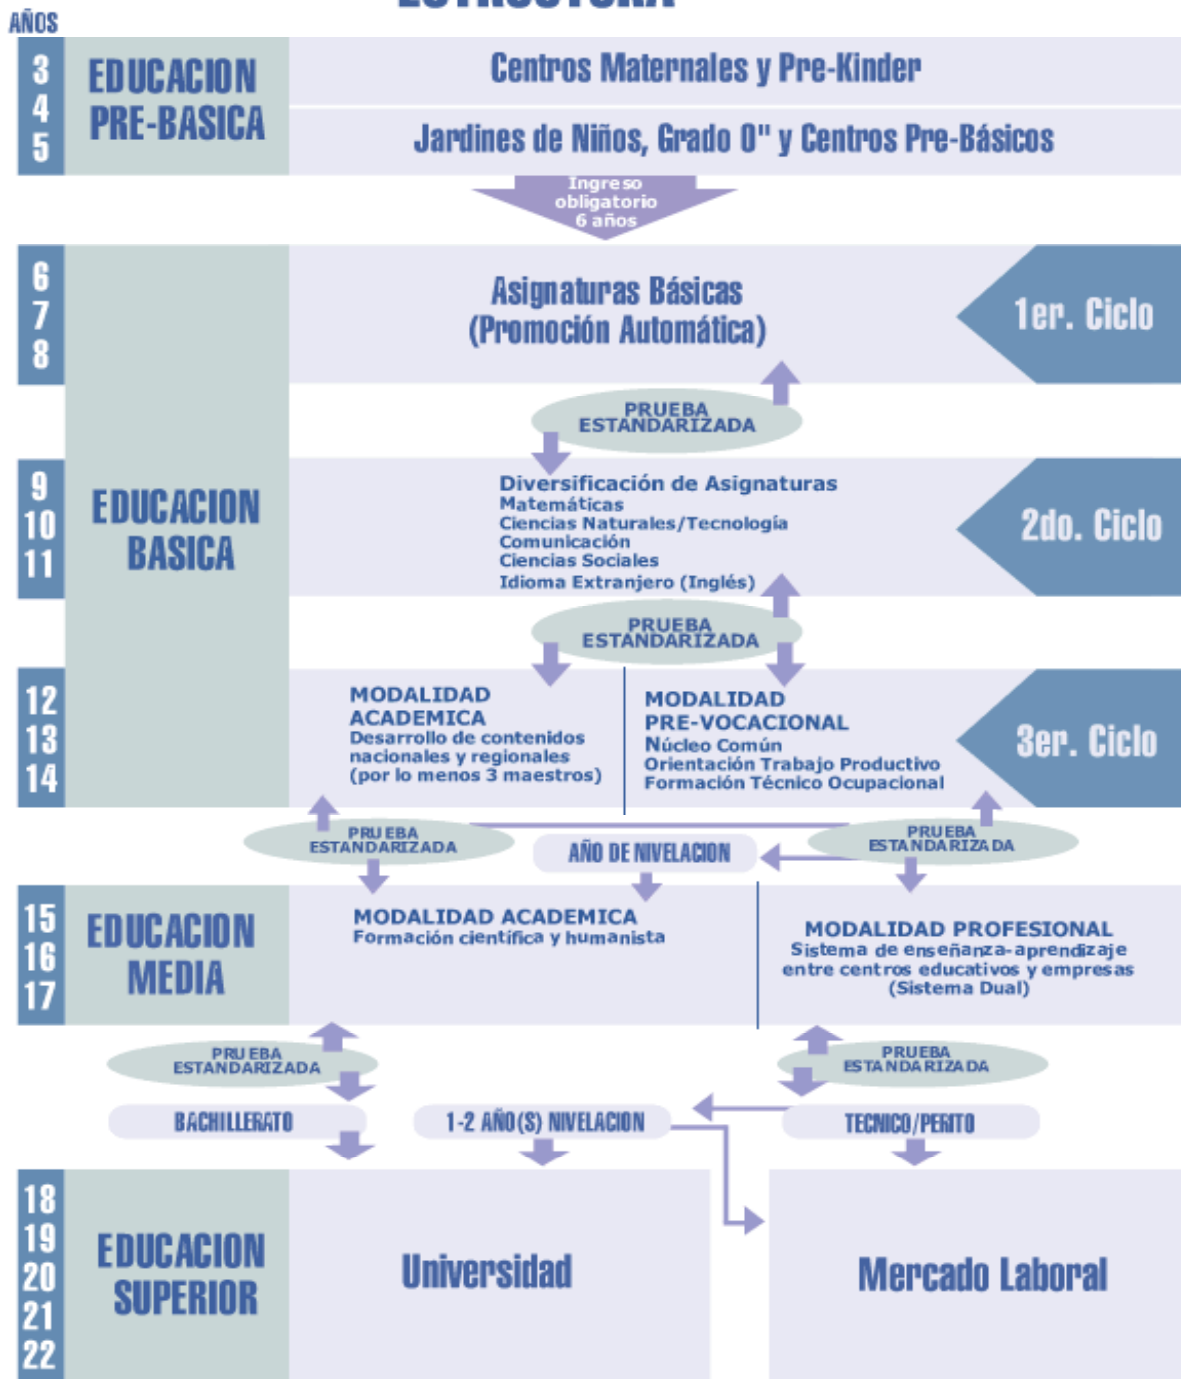 ESTRUCTURA
AÑOS
3
4
5
EDUCACION
PRE-BASICA
Centros Maternales y Pre-Kinder
Jardines de Niños, Grado 0" y Centros Pre-Básicos
Ingreso
obligatorio
6 años
6
7
8
Asignaturas Básicas
(Promoción Automática)
1er. Ciclo
PRUEBA
ESTANDARIZADA
9
10
11
EDUCACION
BASICA
Diversificación de Asignaturas
Matemáticas
Ciencias Naturales/Tecnología
Comunicación
Ciencias Sociales
Idioma Extranjero (Inglés)
2do. Ciclo
PRUEBA
ESTANDARIZADA
12
13
14
MODALIDAD
ACADEMICA
Desarrollo de contenidos
nacionales y regionales
(por lo menos 3 maestros)
MODALIDAD
PRE-VOCACIONAL
Núcleo Común
Orientación Trabajo Productivo
Formación Técnico Ocupacional
3er. Ciclo
PRUEBA
ESTANDARIZADA
AÑO DE NIVELACION
PRUEBA
ESTANDARIZADA
15
16
17
EDUCACION
MEDIA
MODALIDAD ACADEMICA
Formación científica y humanista
MODALIDAD PROFESIONAL
Sistema de enseñanza-aprendizaje
entre centros educativos y empresas
(Sistema Dual)
PRUEBA
ESTANDARIZADA
PRUEBA
ESTANDARIZADA
BACHILLERATO
1-2 AÑO(S) NIVELACION
TECNICO/PERITO
18
19
20
21
22
EDUCACION
SUPERIOR
Universidad
Mercado Laboral